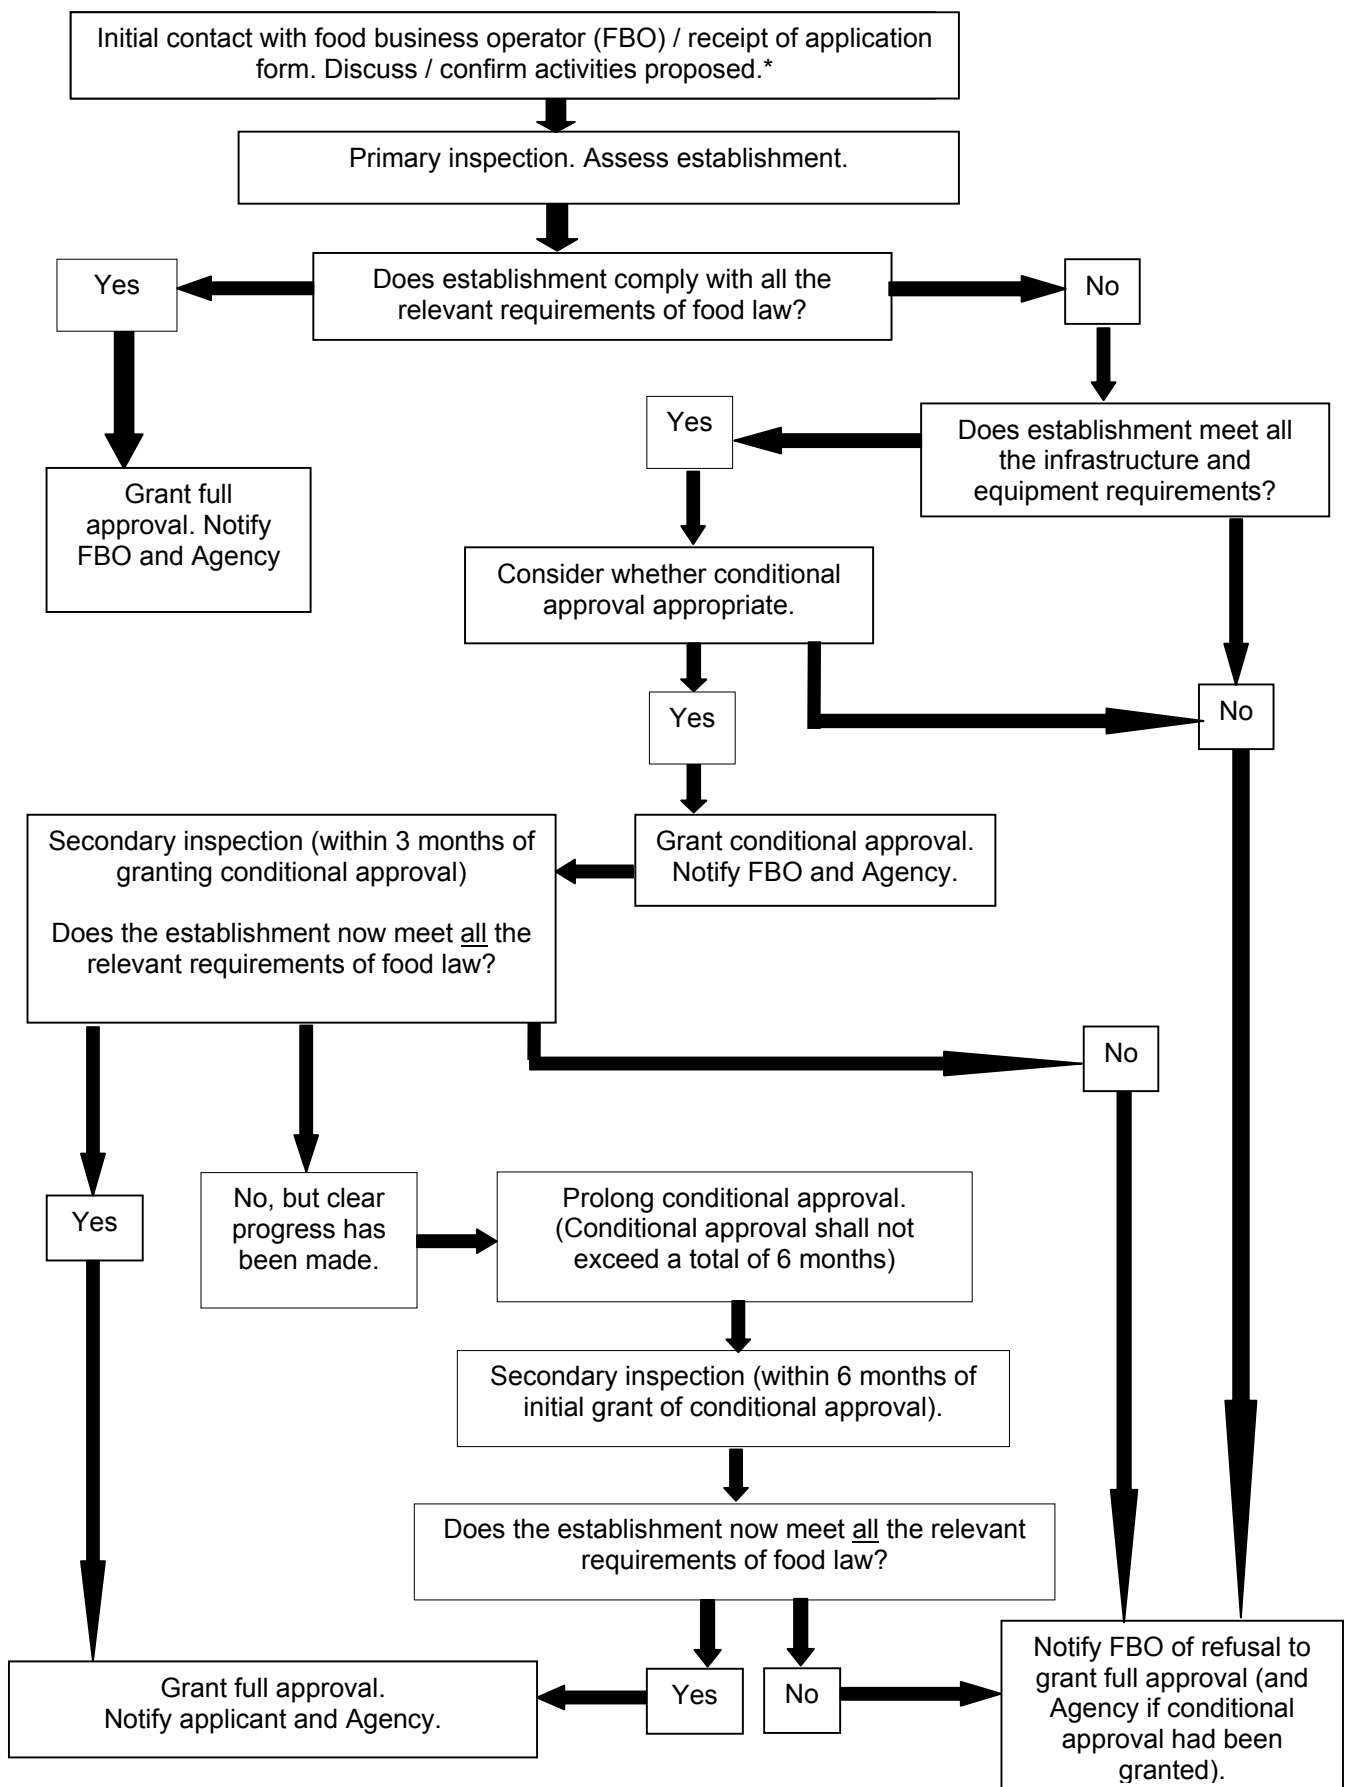 Initial contact with food business operator (FBO) / receipt of application
form. Discuss / confirm activities proposed.*
Primary inspection. Assess establishment.
Yes
Does establishment comply with all the
relevant requirements of food law?
No
Yes
Does establishment meet all
the infrastructure and
equipment requirements?
Grant full
approval. Notify
FBO and Agency
Consider whether conditional
approval appropriate.
Yes
No
Secondary inspection (within 3 months of
granting conditional approval)
Does the establishment now meet all the
relevant requirements of food law?
Grant conditional approval.
Notify FBO and Agency.
No
Yes
No, but clear
progress has
been made.
Prolong conditional approval.
(Conditional approval shall not
exceed a total of 6 months)
Secondary inspection (within 6 months of
initial grant of conditional approval).
Does the establishment now meet all the relevant
requirements of food law?
Grant full approval.
Notify applicant and Agency.
Yes
No
Notify FBO of refusal to
grant full approval (and
Agency if conditional
approval had been
granted).